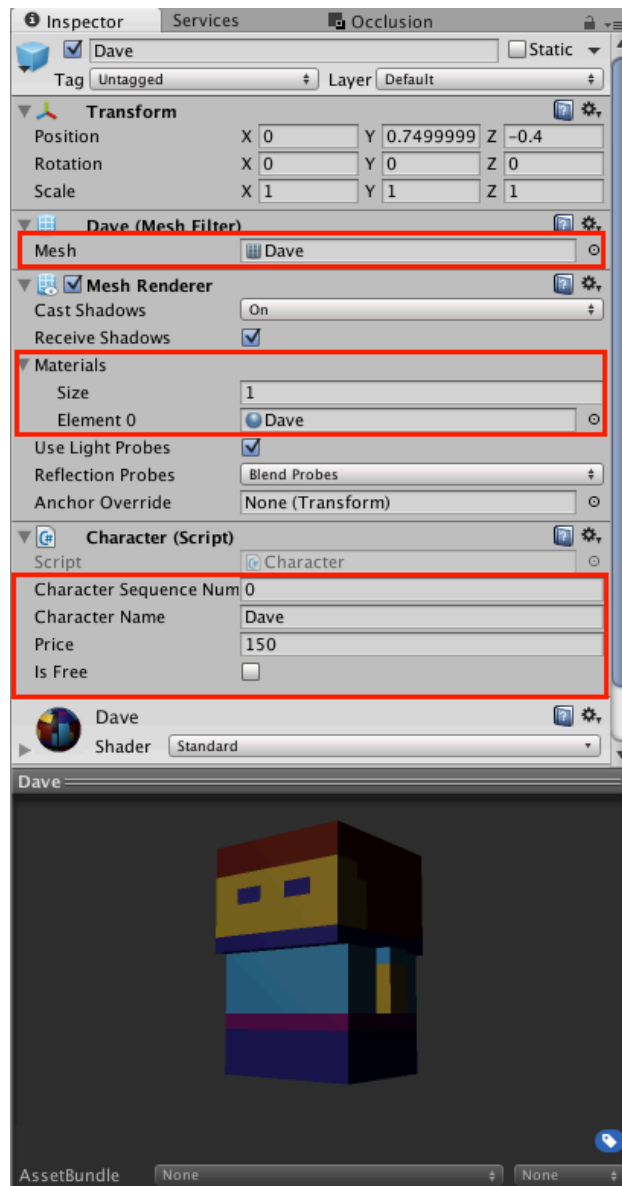 Inspector Services Occlusion
Dave Static
Tag Untagged Layer Default
Transform
Position X 0 Y 0.7499999 Z -0.4
Rotation X 0 Y 0 Z 0
Scale X 1 Y 1 Z 1
Dave (Mesh Filter)
Mesh Dave
Mesh Renderer
Cast Shadows On
Receive Shadows
Materials
Size 1
Element 0 Dave
Use Light Probes
Reflection Probes Blend Probes
Anchor Override None (Transform)
C# Character (Script)
Script Character
Character Sequence Num 0
Character Name Dave
Price 150
Is Free
Dave
Shader Standard
Dave
AssetBundle None None